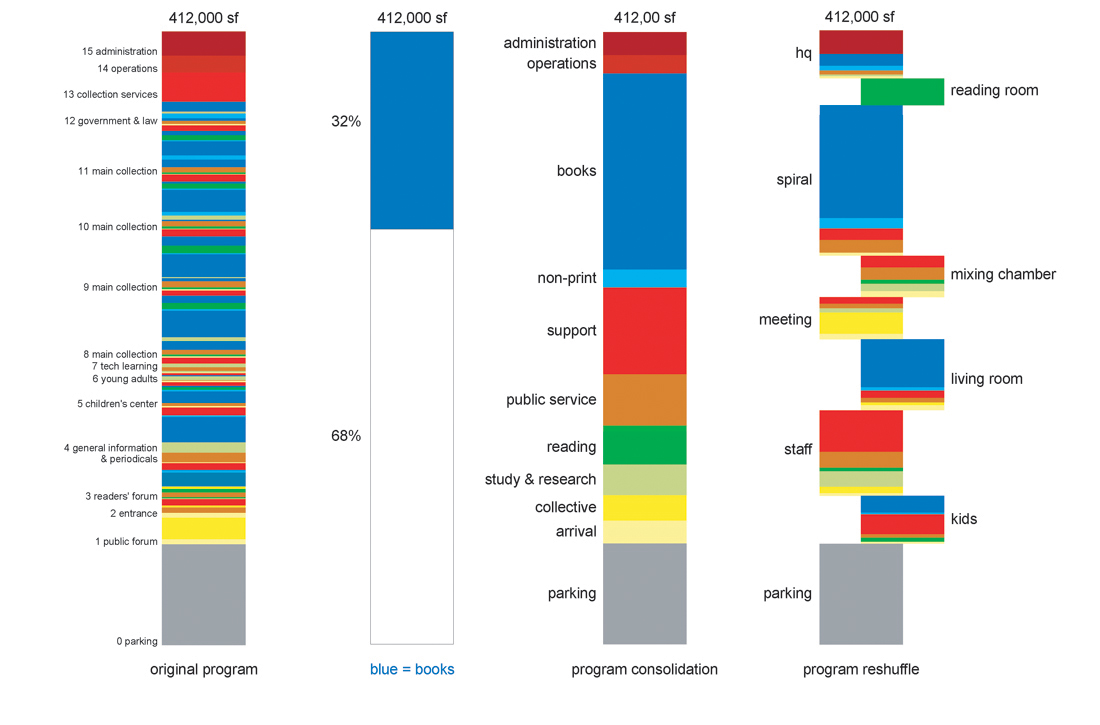 412,000 sf
15 administration
14 operations
13 collection services
12 government & law
11 main collection
10 main collection
9 main collection
8 main collection
7 tech learning
6 young adults
5 children's center
4 general information
& periodicals
3 readers' forum
2 entrance
1 public forum
0 parking
original program
412,000 sf
32%
68%
blue = books
412,00 sf
administration
operations
books
non-print
support
public service
reading
study & research
collective
arrival
parking
program consolidation
412,000 sf
hq
reading room
spiral
mixing chamber
meeting
living room
staff
kids
parking
program reshuffle